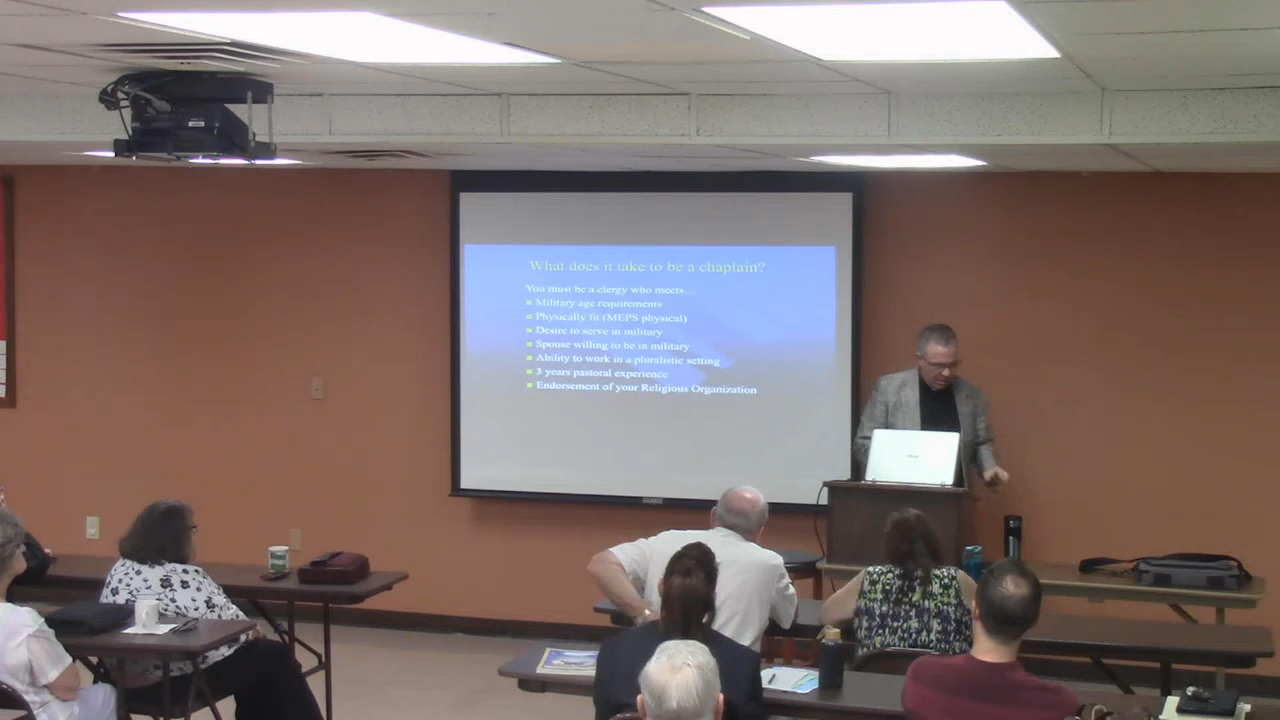 What does it take to be a chaplain?
You must be a clergy who meets…
Military age requirements
Physically fit (MEPS physical)
Desire to serve in military
Spouse willing to be in military
Ability to work in a pluralistic setting
3 years pastoral experience
Endorsement of your Religious Organization